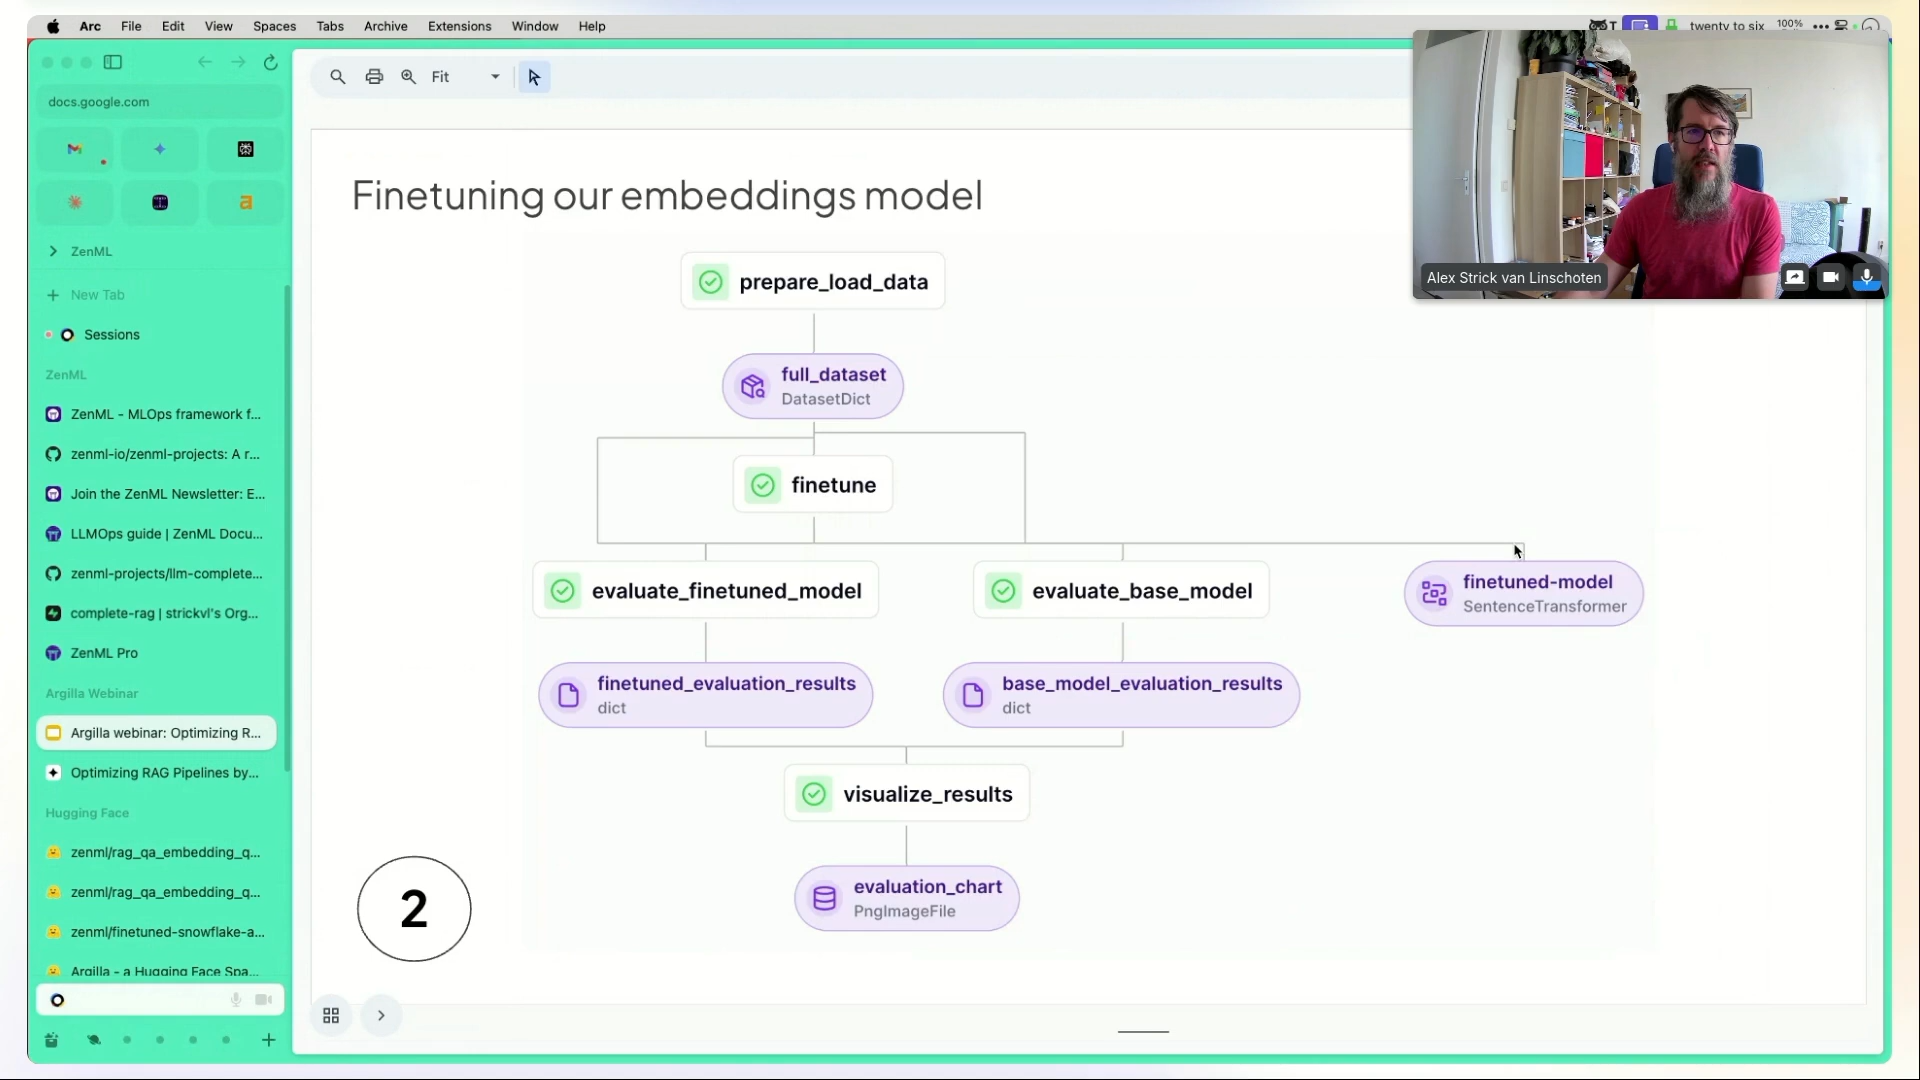 Arc File Edit View Spaces Tabs Archive Extensions Window Help
T twenty to six 100%
docs.google.com
ZenML
New Tab
Sessions
ZenML
ZenML - MLOps framework f...
zenml-io/zenml-projects: A r...
Join the ZenML Newsletter: E...
LLMOps guide | ZenML Docu...
zenml-projects/llm-complete...
complete-rag | strickvl's Org...
ZenML Pro
Argilla Webinar
Argilla webinar: Optimizing R...
Optimizing RAG Pipelines by...
Hugging Face
zenml/rag_qa_embedding_q...
zenml/rag_qa_embedding_q...
zenml/finetuned-snowflake-a...
Argilla - a Hugging Face Spa...
Fit
Finetuning our embeddings model
prepare_load_data
full_dataset
DatasetDict
finetune
evaluate_finetuned_model
evaluate_base_model
finetuned-model
SentenceTransformer
finetuned_evaluation_results
dict
base_model_evaluation_results
dict
visualize_results
evaluation_chart
PngImageFile
2
Alex Strick van Linschoten